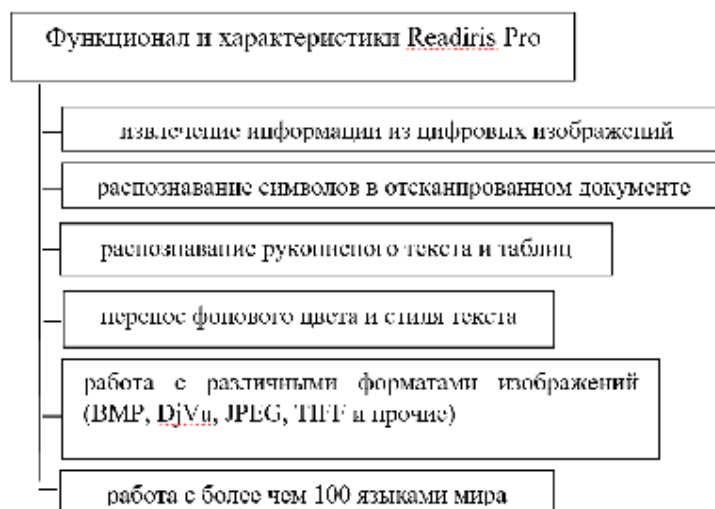 Функционал и характеристики Readiris Pro
извлечение информации из цифровых изображений
распознавание символов в отсканированном документе
распознавание рукописного текста и таблиц
перенос фонового цвета и стиля текста
работа с различными форматами изображений
(BMP, DjVu, JPEG, TIFF и прочие)
работа с более чем 100 языками мира